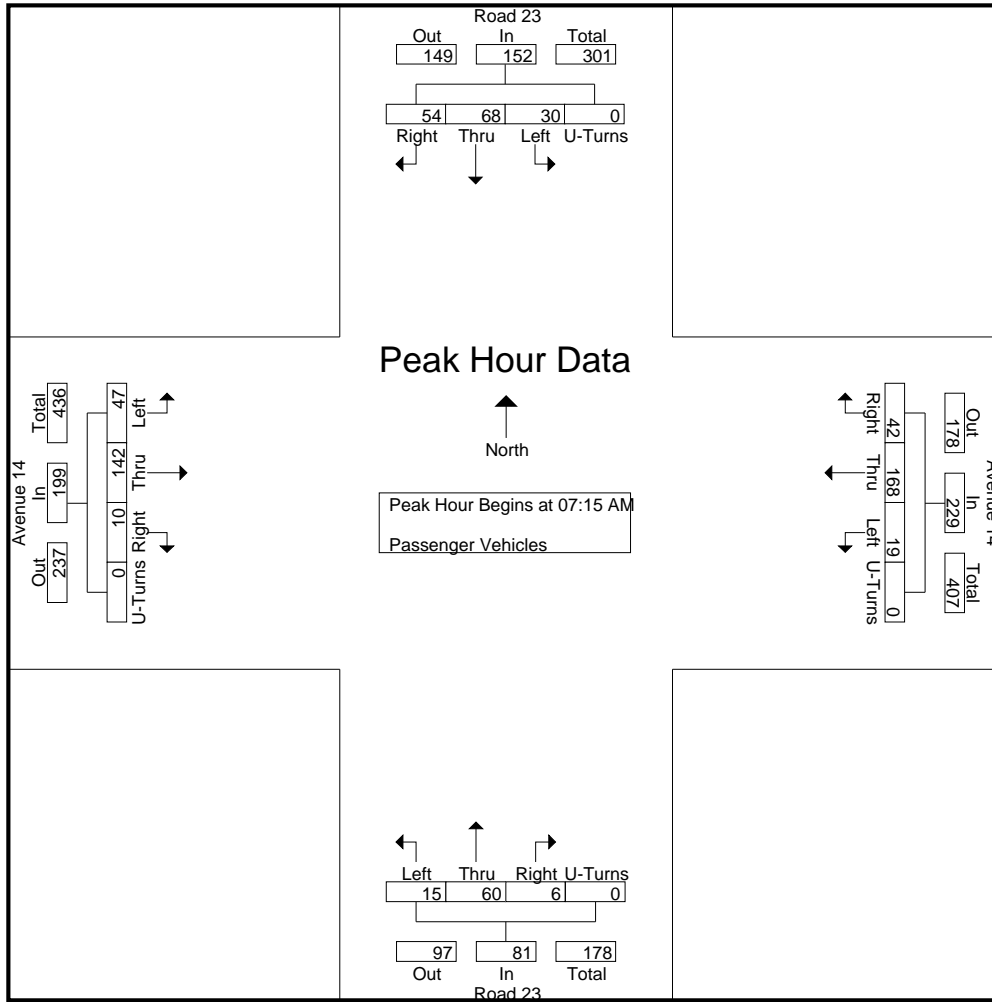 Road 23
Out In Total
149 152 301
54 68 30 0
Right Thru Left U-Turns
Peak Hour Data
North
Peak Hour Begins at 07:15 AM
Passenger Vehicles
Avenue 14
Total In Out
436 199 237
47 142 10 0
Left Thru Right U-Turns
Avenue 14
Out In Total
178 229 407
42 168 19 0
Right Thru Left U-Turns
Left Thru Right U-Turns
15 60 6 0
97 81 178
Out In Total
Road 23